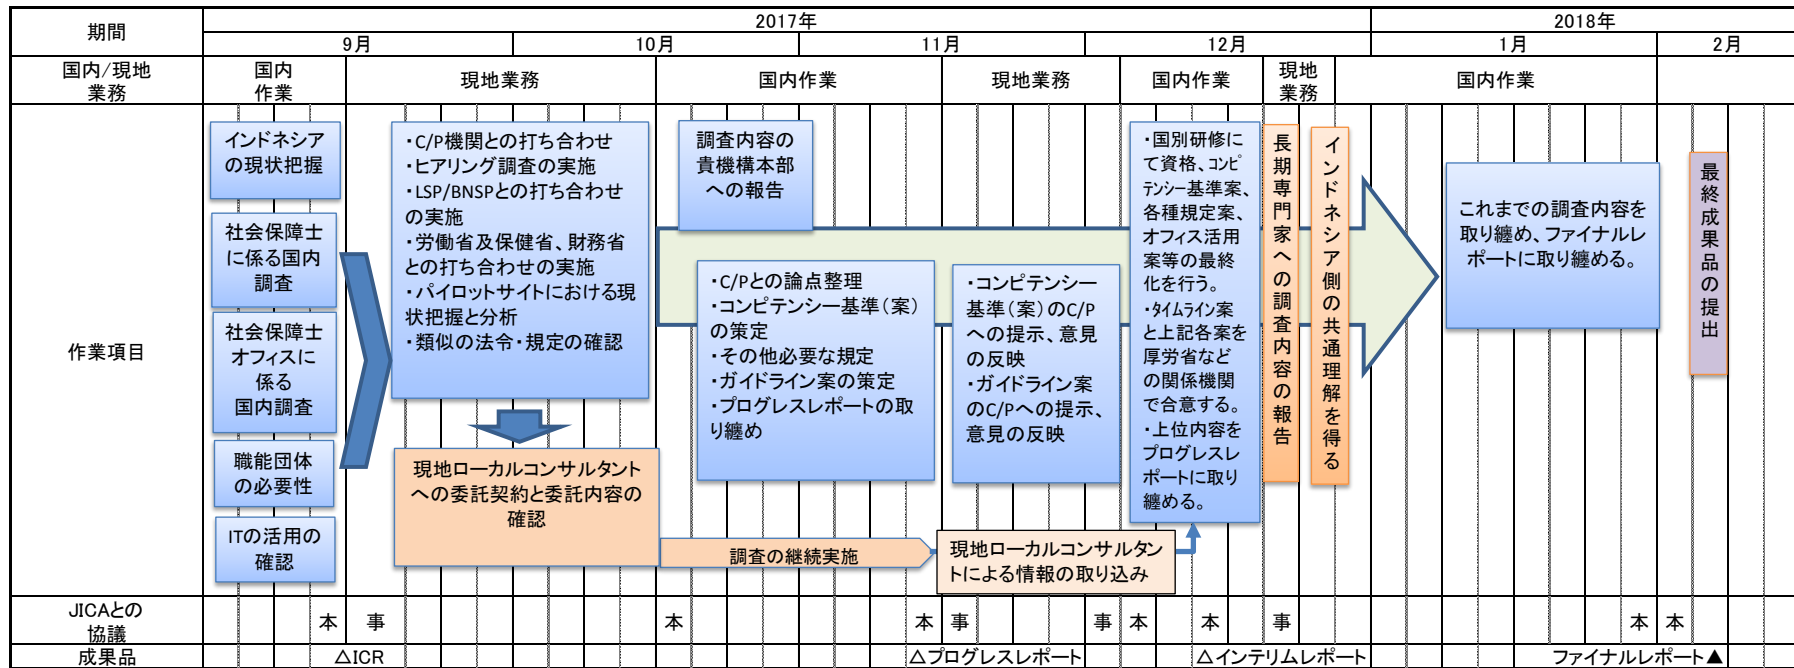 期間
2017年
2018年
9月
10月
11月
12月
1月
2月
国内/現地
業務
国内
作業
現地業務
国内作業
現地業務
国内作業
現地
業務
国内作業
作業項目
インドネシア
の現状把握
社会保障士
に係る国内
調査
社会保障士
オフィスに
係る
国内調査
職能団体
の必要性
ITの活用の
確認
・C/P機関との打ち合わせ
・ヒアリング調査の実施
・LSP/BNSPとの打ち合わせ
の実施
・労働省及保健省、財務省
との打ち合わせの実施
・パイロットサイトにおける現
状把握と分析
・類似の法令・規定の確認
現地ローカルコンサルタント
への委託契約と委託内容の
確認
調査内容の
貴機構本部
への報告
・C/Pとの論点整理
・コンピテンシー基準（案）
の策定
・その他必要な規定
・ガイドライン案の策定
・プログレスレポートの取
り纏め
調査の継続実施
・コンピテンシー
基準（案）のC/P
への提示、意見
の反映
・ガイドライン案
のC/Pへの提示、
意見の反映
現地ローカルコンサルタン
トによる情報の取り込み
・国別研修に
て資格、コンピ
テンシー基準案、
各種規定案、
オフィス活用
案等の最終
化を行う。
・タイムライン案
と上記各案を
厚労省など
の関係機関
で合意する。
・上位内容を
プログレスレ
ポートに取り
纏める。
長期専門家への調査内容の報告
インドネシア側の共通理解を得る
これまでの調査内容を
取り纏め、ファイナルレ
ポートに取り纏める。
最終成果品の提出
JICAとの
協議
本 事 本 本 事 事 本 本 事 本 本
成果品
△ICR
△プログレスレポート
△インテリムレポート
ファイナルレポート▲